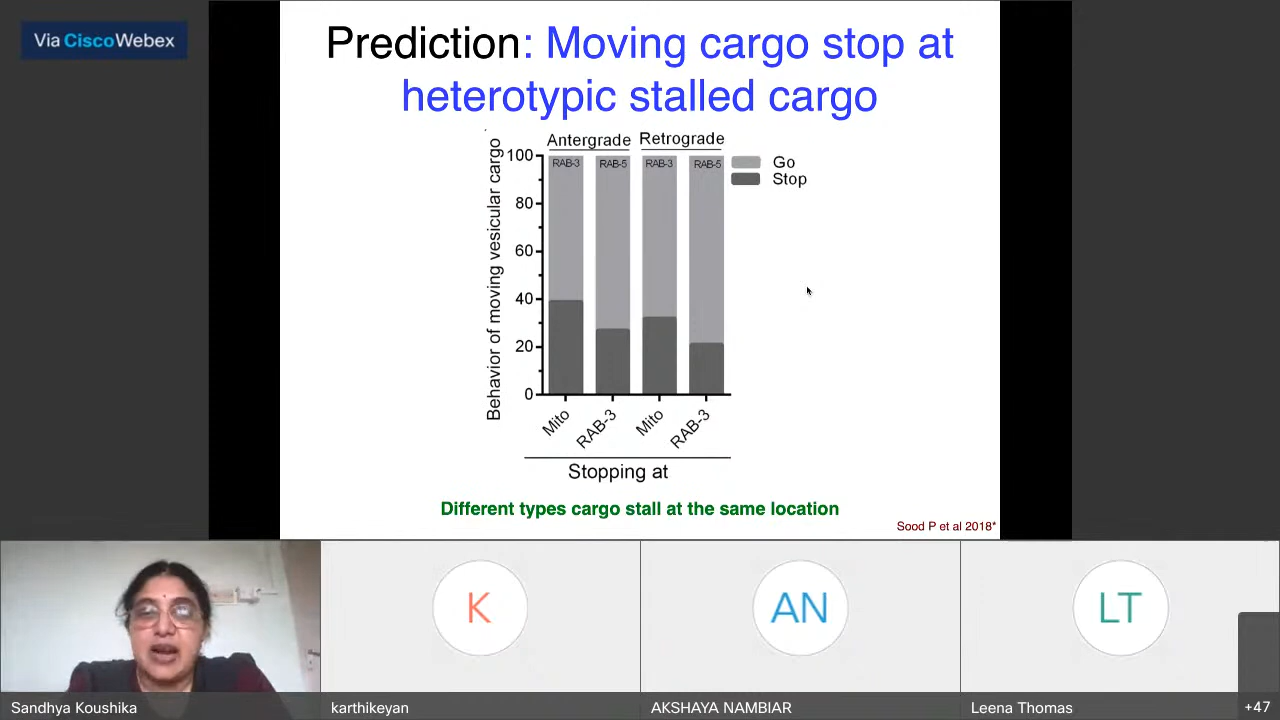 Via Cisco Webex
Prediction: Moving cargo stop at
heterotypic stalled cargo
Antergrade Retrograde
Behavior of moving vesicular cargo
100
80
60
40
20
0
RAB-3 RAB-5 RAB-3 RAB-5
Go
Stop
Mito RAB-3 Mito RAB-3
Stopping at
Different types cargo stall at the same location
Sood P et al 2018*
K AN LT
Sandhya Koushika karthikeyan AKSHAYA NAMBIAR Leena Thomas +47